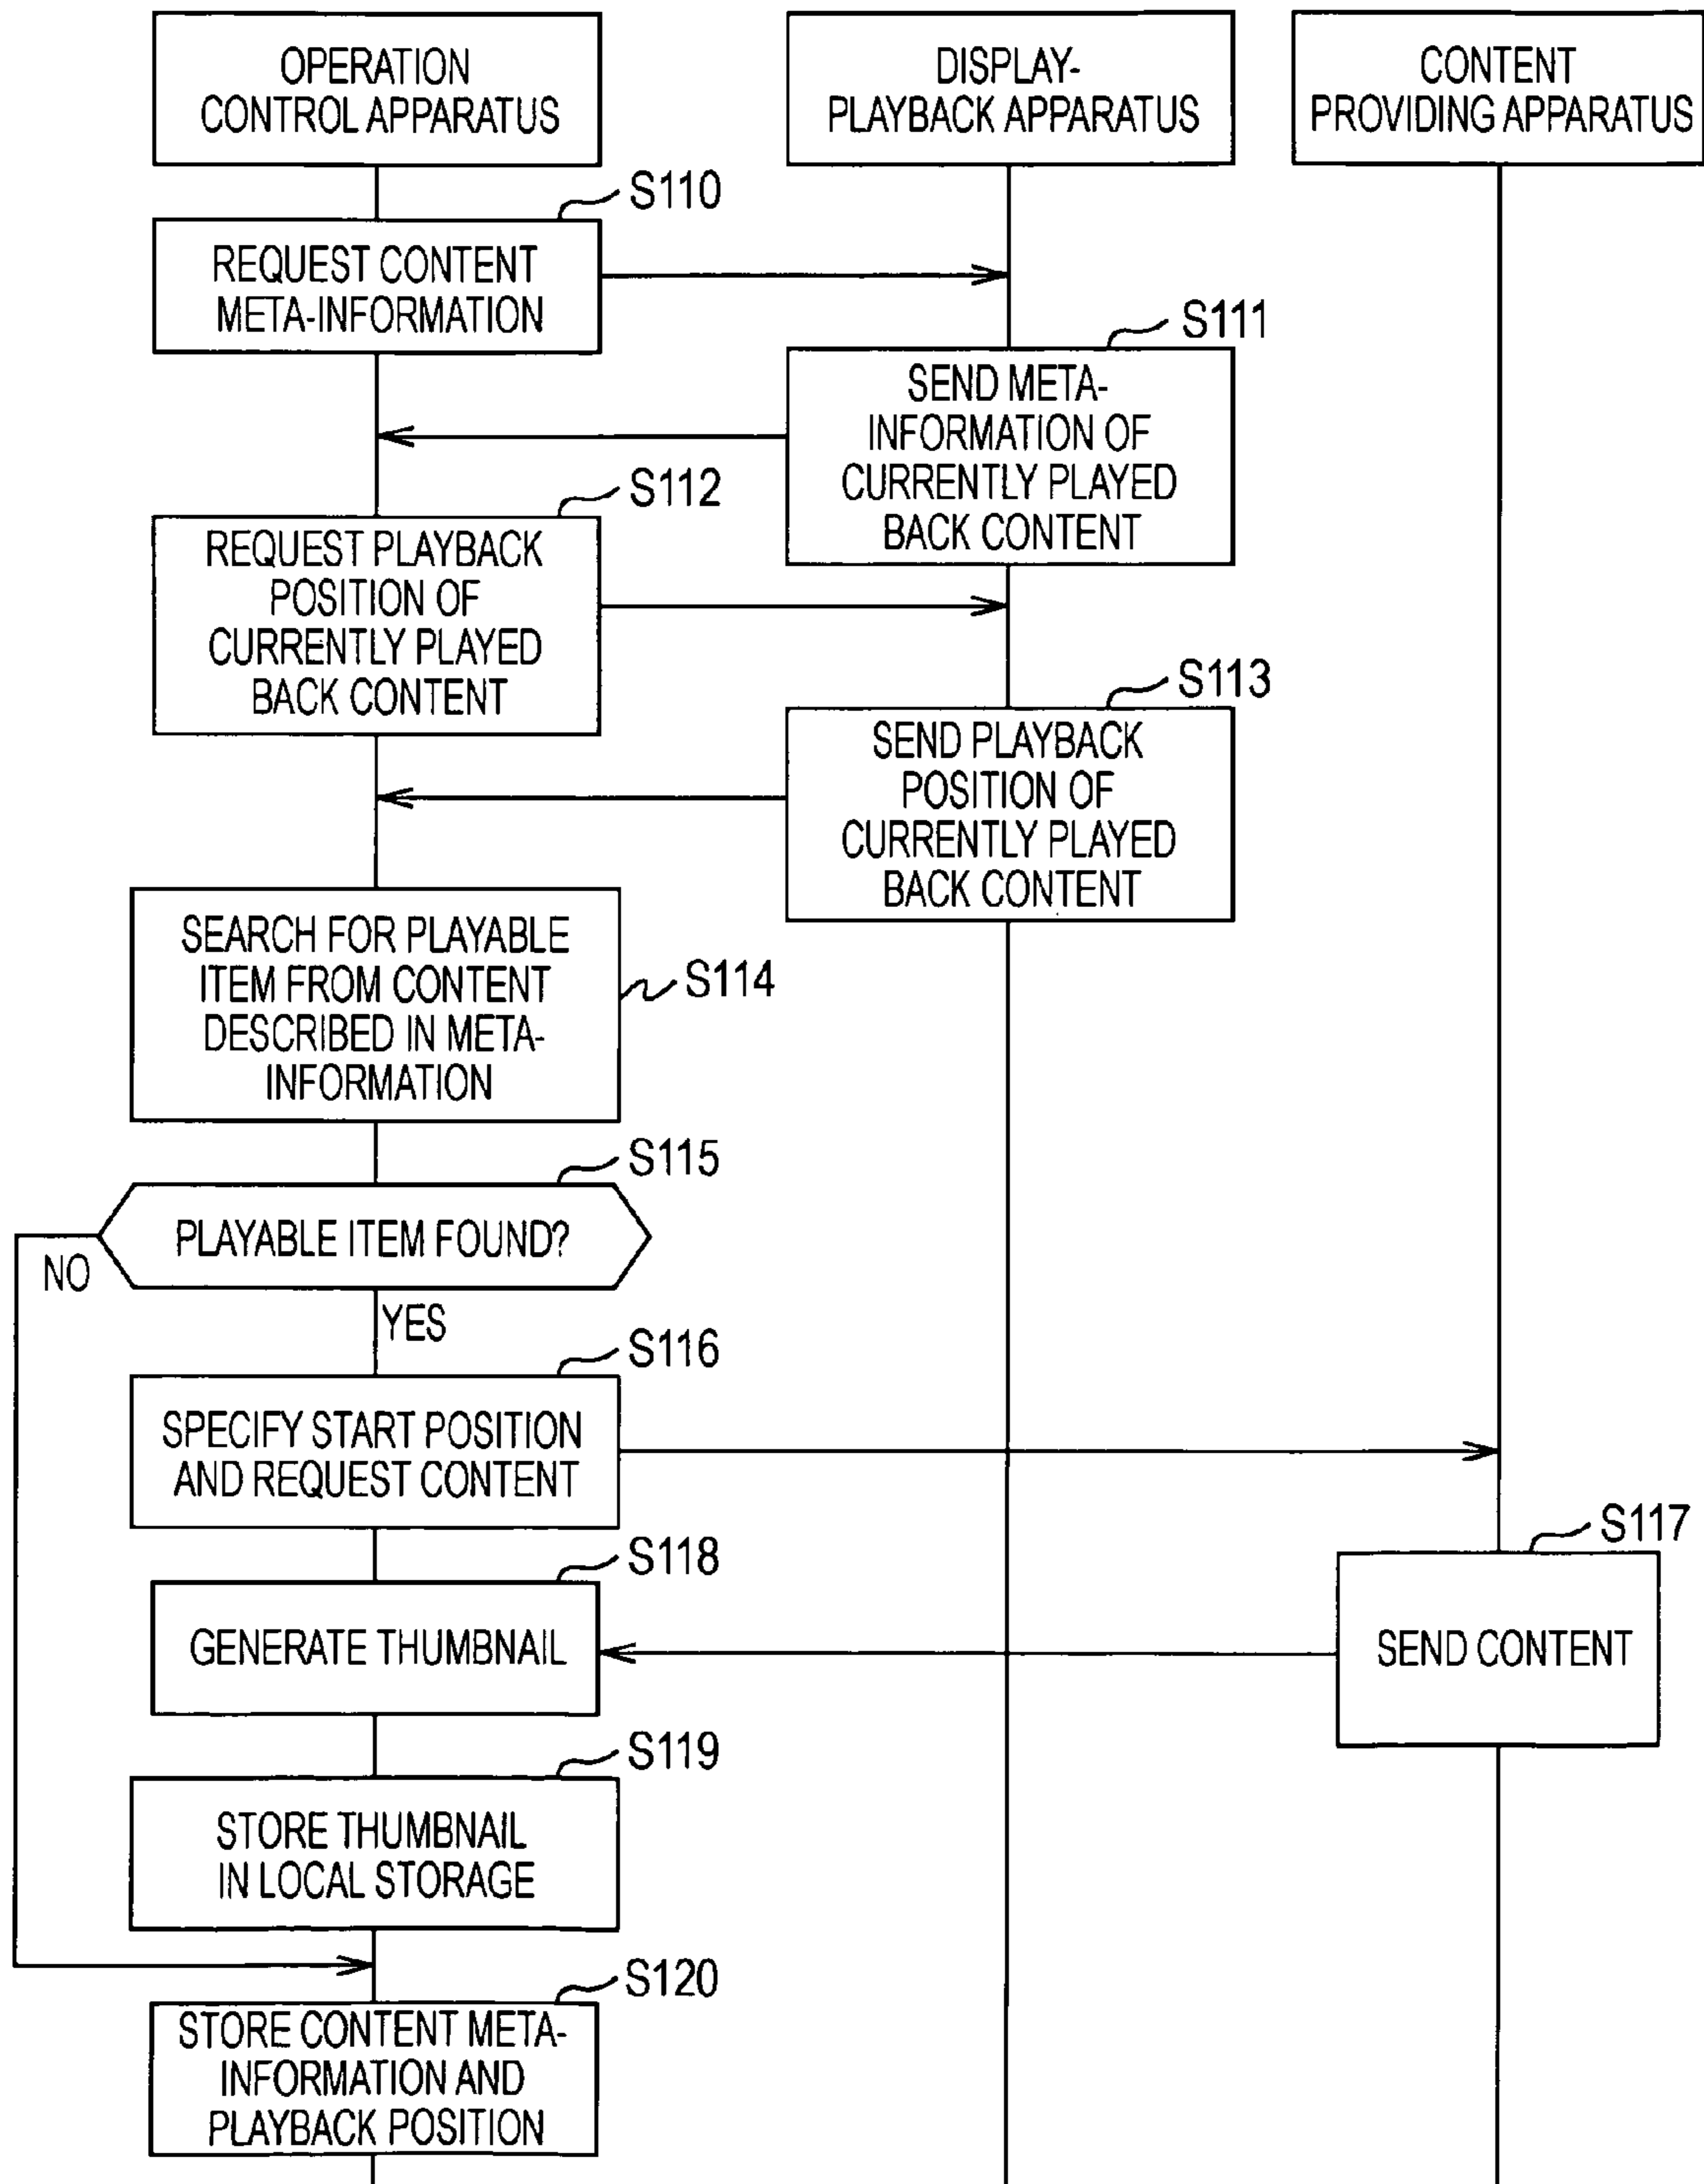 OPERATION
CONTROL APPARATUS
DISPLAY-
PLAYBACK APPARATUS
CONTENT
PROVIDING APPARATUS
S110
REQUEST CONTENT
META-INFORMATION
S111
SEND META-
INFORMATION OF
CURRENTLY PLAYED
BACK CONTENT
S112
REQUEST PLAYBACK
POSITION OF
CURRENTLY PLAYED
BACK CONTENT
S113
SEND PLAYBACK
POSITION OF
CURRENTLY PLAYED
BACK CONTENT
SEARCH FOR PLAYABLE
ITEM FROM CONTENT
DESCRIBED IN META-
INFORMATION
S114
S115
PLAYABLE ITEM FOUND?
NO
YES
S116
SPECIFY START POSITION
AND REQUEST CONTENT
S117
SEND CONTENT
S118
GENERATE THUMBNAIL
S119
STORE THUMBNAIL
IN LOCAL STORAGE
S120
STORE CONTENT META-
INFORMATION AND
PLAYBACK POSITION